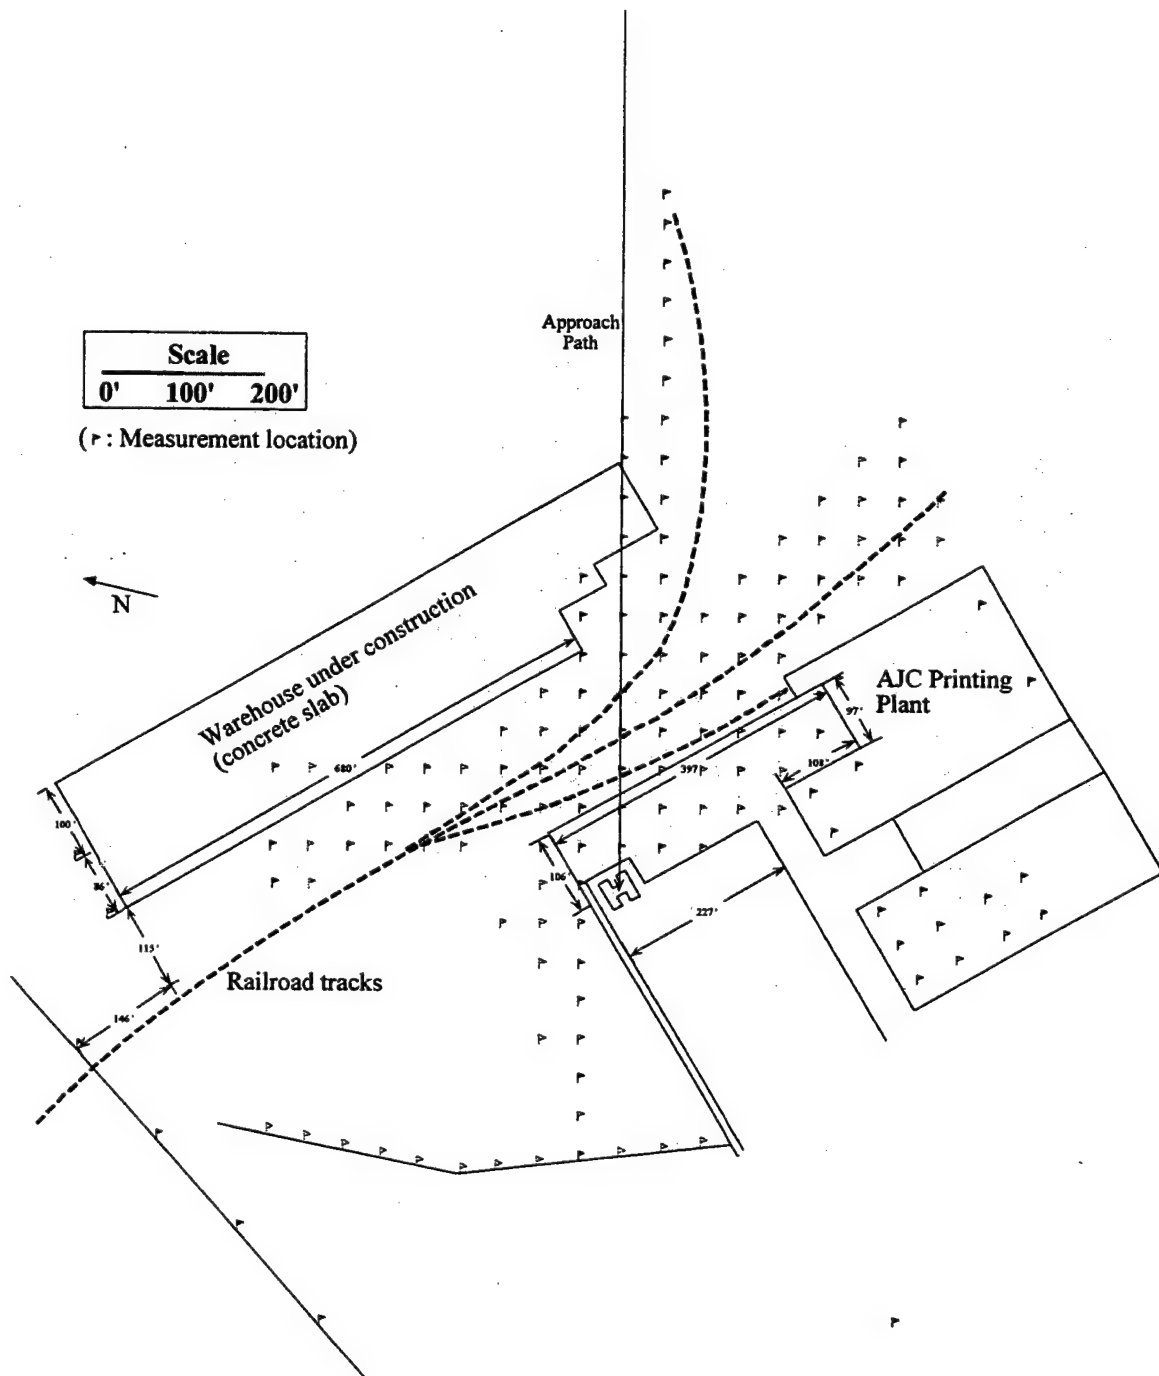 Approach
Path
Scale
0' 100' 200'
( : Measurement location)
N
Warehouse under construction
(concrete slab)
680'
AJC Printing
Plant
97'
108'
397'
100'
86'
106'
115'
227'
Railroad tracks
146'
H